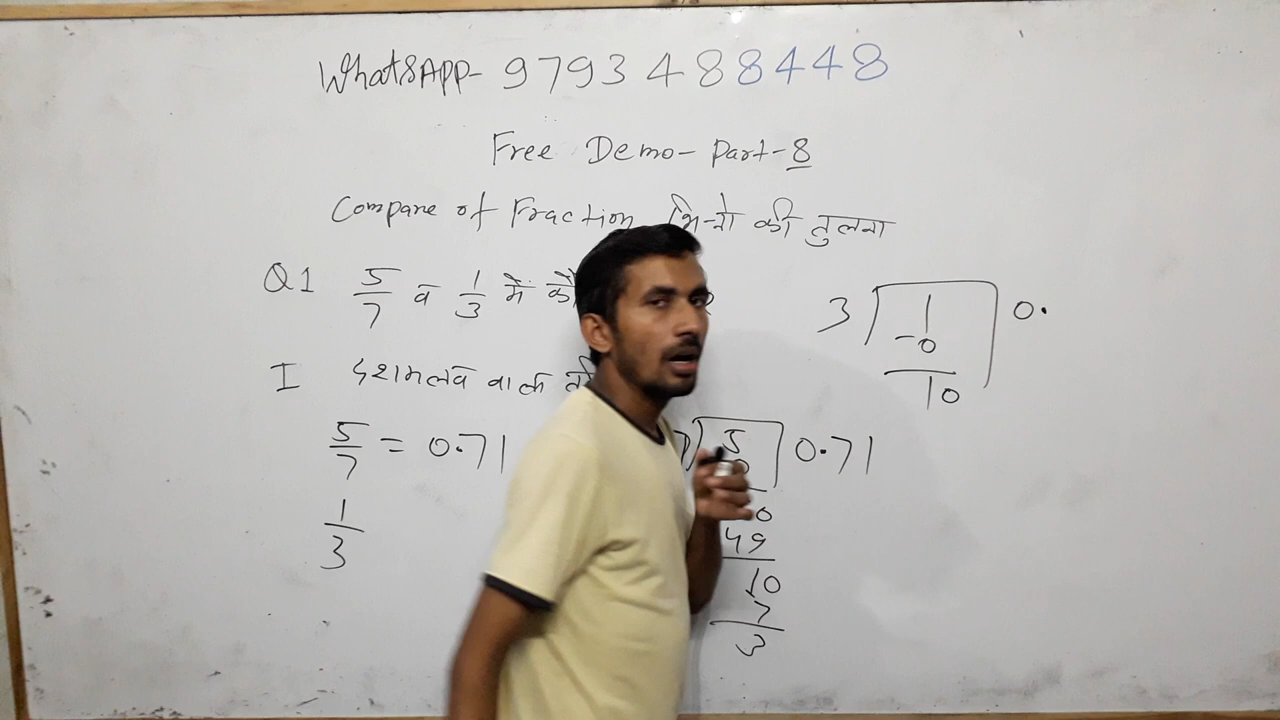 WhatsApp- 9793488448
Free Demo- Part-8
Compare of Fraction भिन्नो की तुलना
Q1 5/7 व 1/3 मे
I दशमलव वाली
5/7 = 0.71
1/3
5 0.71
0
49
10
7
3
3 1 0.
-0
10